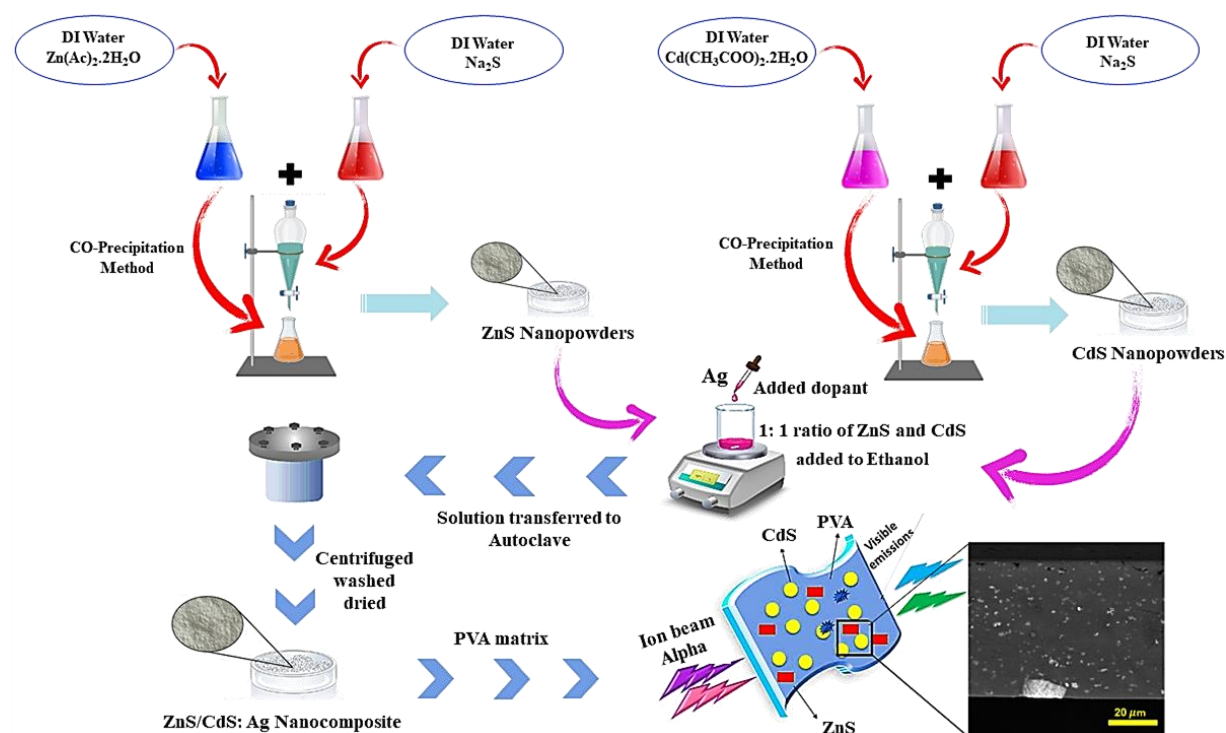 DI Water
Zn(Ac)₂.2H₂O
DI Water
Na₂S
DI Water
Cd(CH₃COO)₂.2H₂O
DI Water
Na₂S
CO-Precipitation
Method
ZnS Nanopowders
CO-Precipitation
Method
CdS Nanopowders
Ag
Added dopant
1: 1 ratio of ZnS and CdS
added to Ethanol
Solution transferred to
Autoclave
Centrifuged
washed
dried
ZnS/CdS: Ag Nanocomposite
PVA matrix
CdS
PVA
Visible
emissions
Ion beam
Alpha
ZnS
20 μm